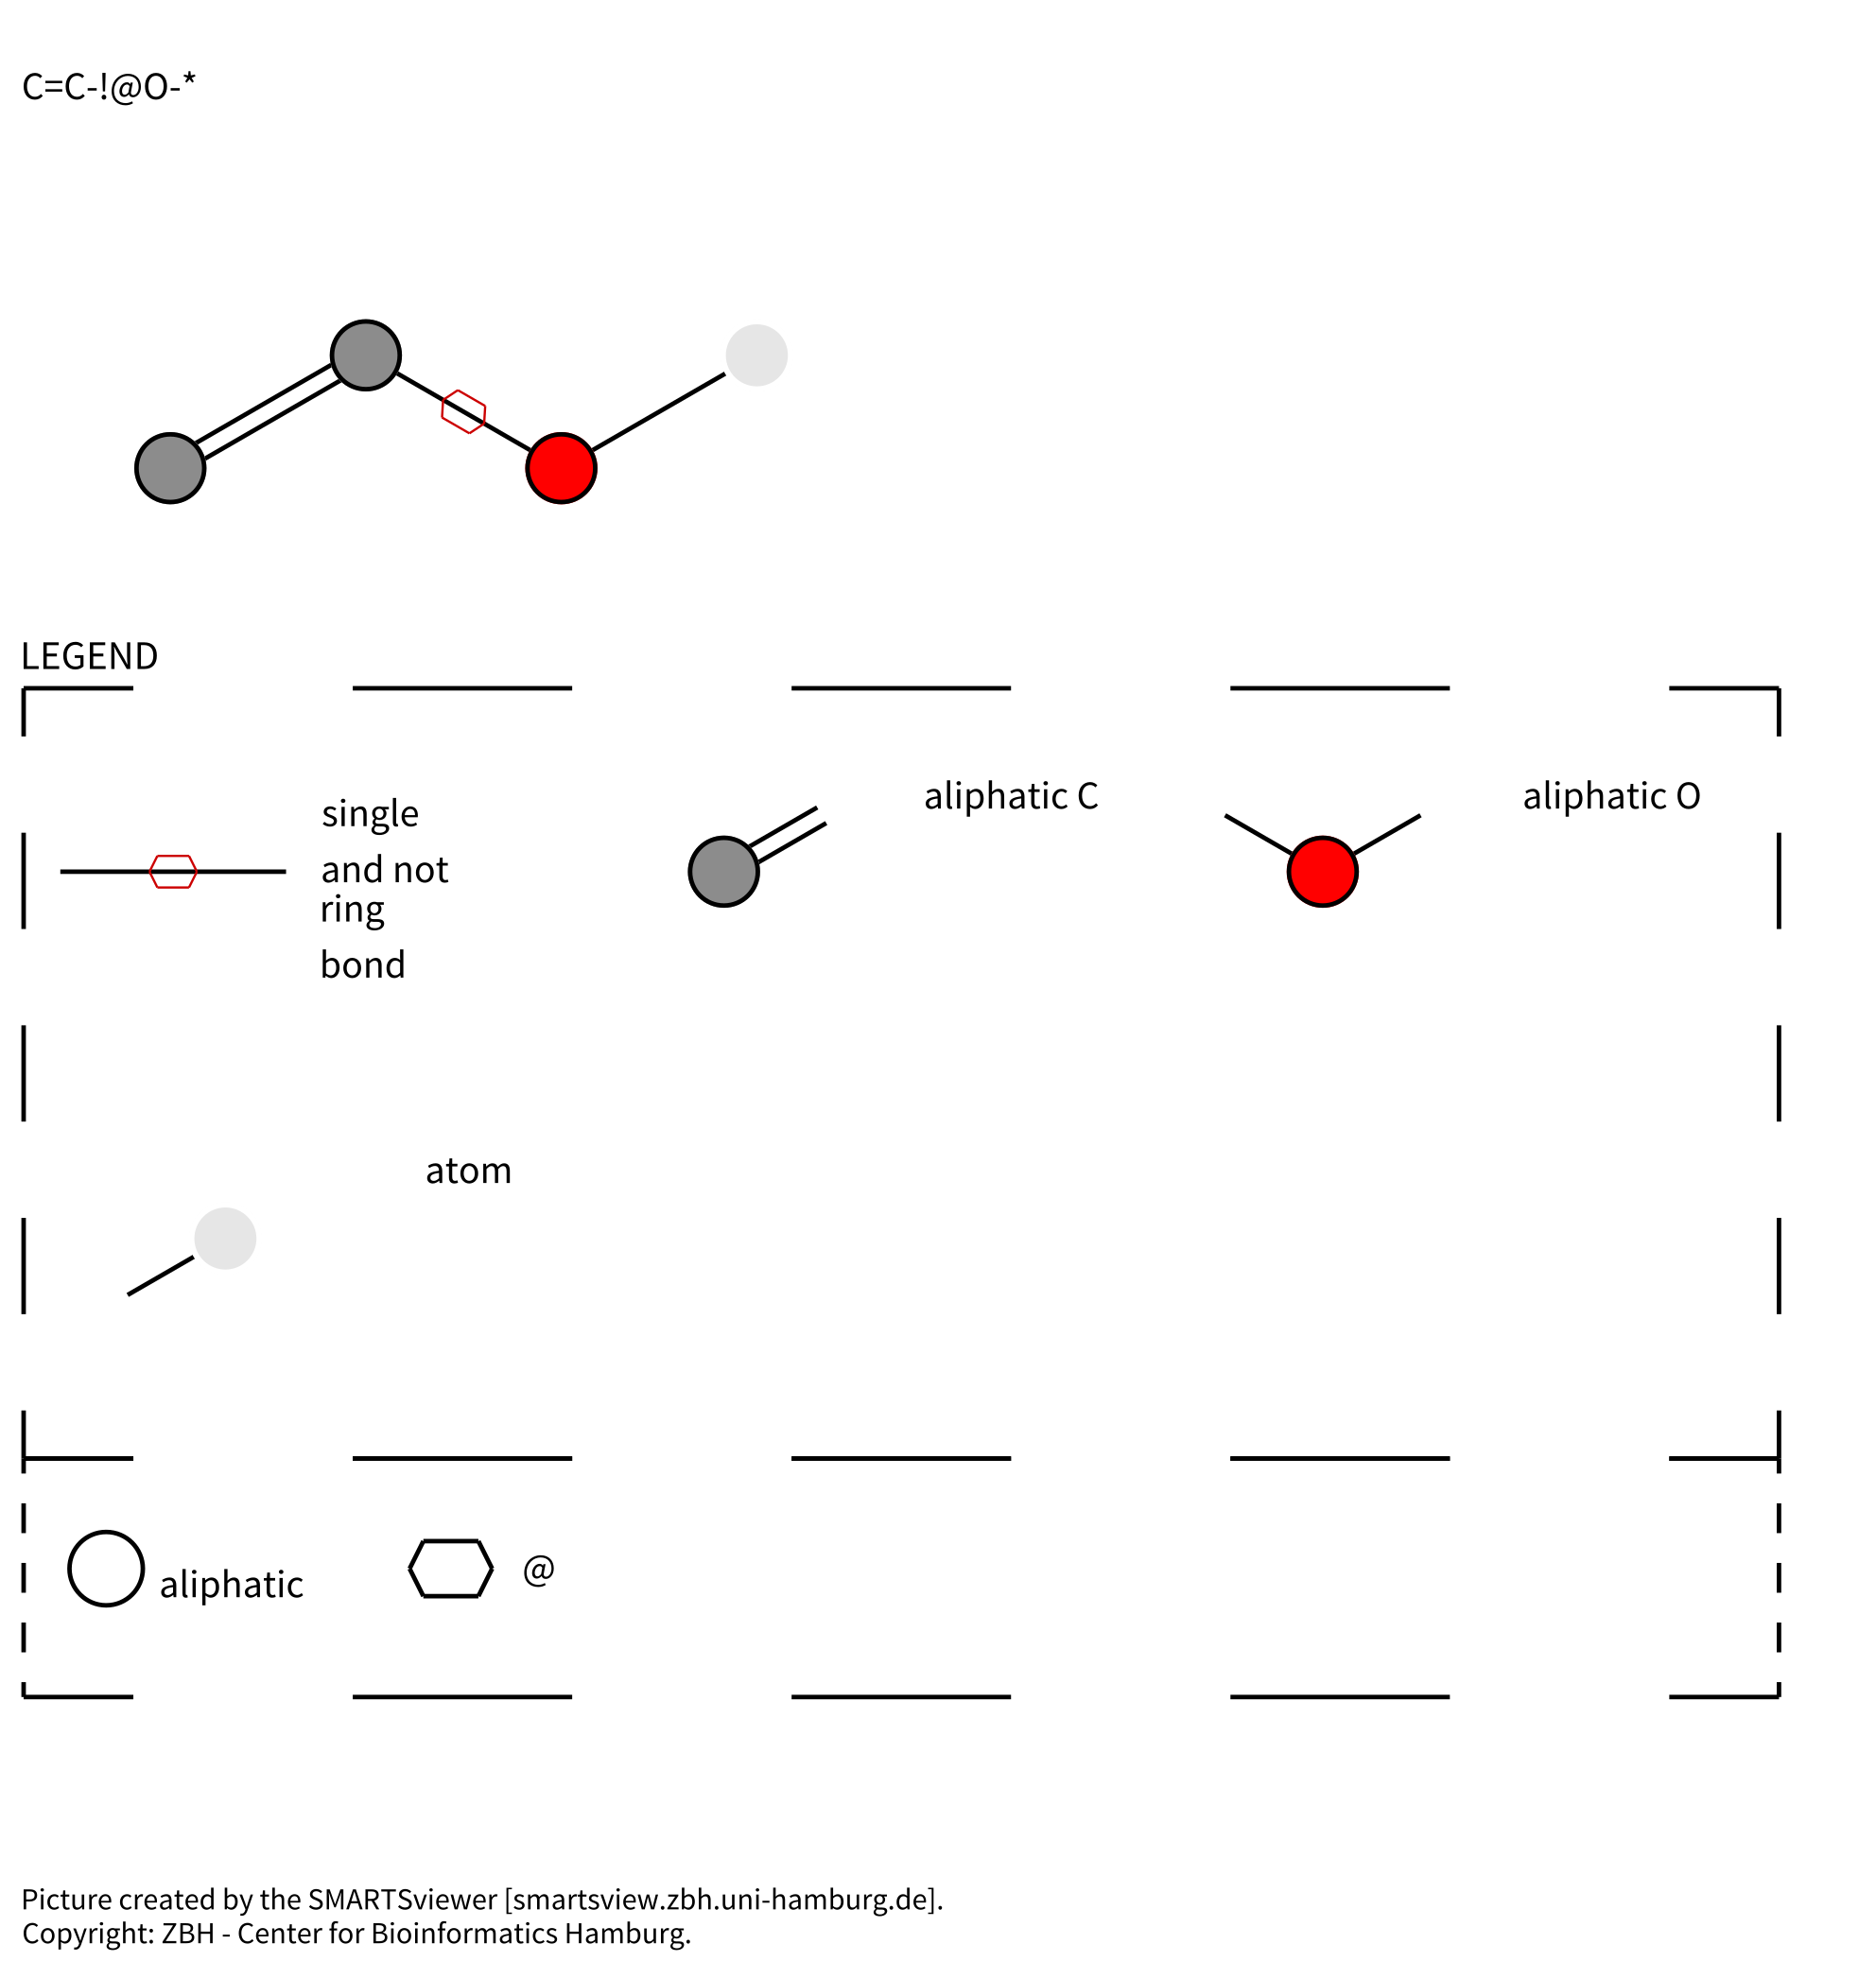 C=C-!@O-*
LEGEND
single
and not
ring
bond
aliphatic C
aliphatic O
atom
aliphatic
@
Picture created by the SMARTSviewer [smartsview.zbh.uni-hamburg.de].
Copyright: ZBH - Center for Bioinformatics Hamburg.